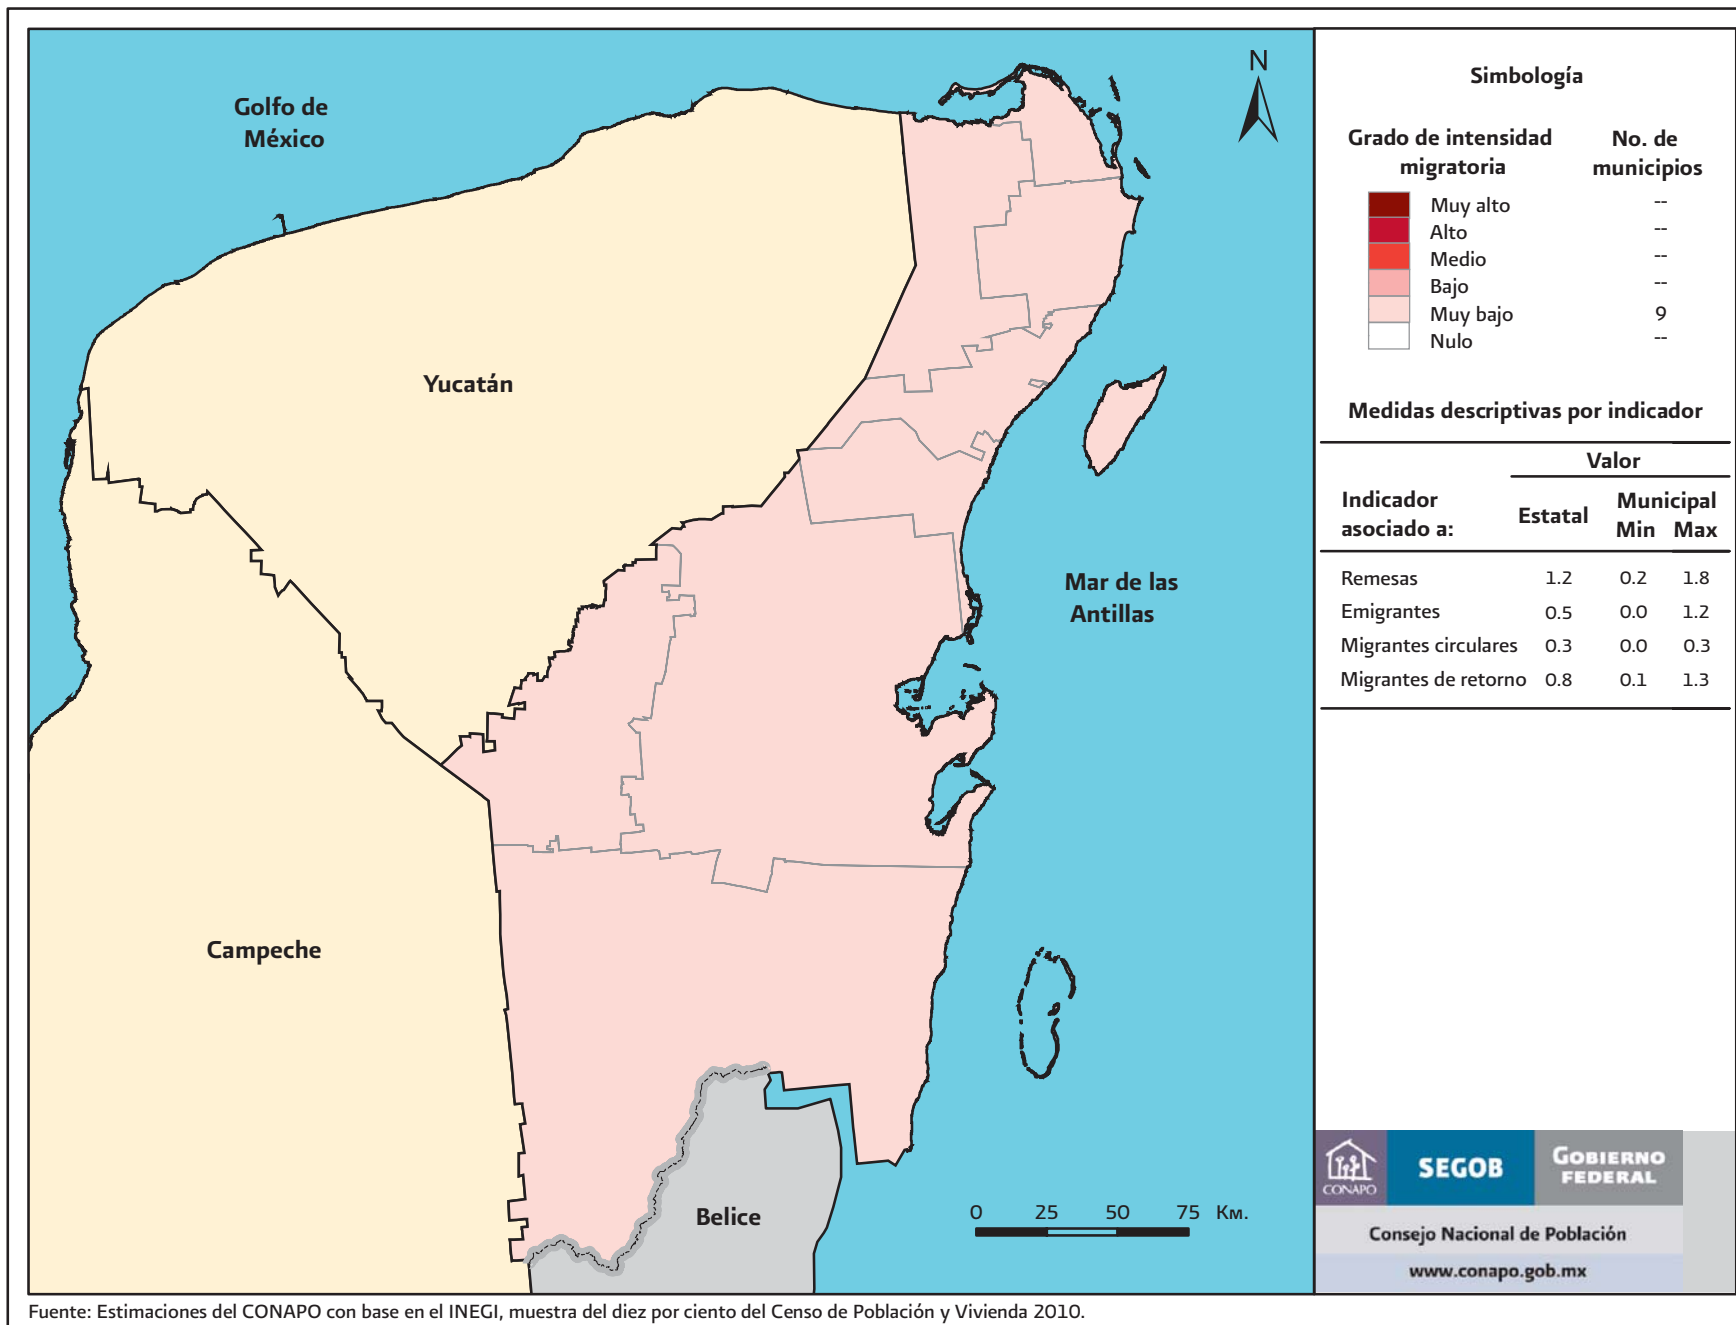 Golfo de
México
N
Yucatán
Mar de las
Antillas
Campeche
Belice
0 25 50 75 Km.
Simbología
Grado de intensidad
migratoria
No. de
municipios
Muy alto --
Alto --
Medio --
Bajo --
Muy bajo 9
Nulo --
Medidas descriptivas por indicador
Valor
Indicador
asociado a:
Estatal
Municipal
Min Max
Remesas 1.2 0.2 1.8
Emigrantes 0.5 0.0 1.2
Migrantes circulares 0.3 0.0 0.3
Migrantes de retorno 0.8 0.1 1.3
CONAPO
SEGOB
GOBIERNO
FEDERAL
Consejo Nacional de Población
www.conapo.gob.mx
Fuente: Estimaciones del CONAPO con base en el INEGI, muestra del diez por ciento del Censo de Población y Vivienda 2010.